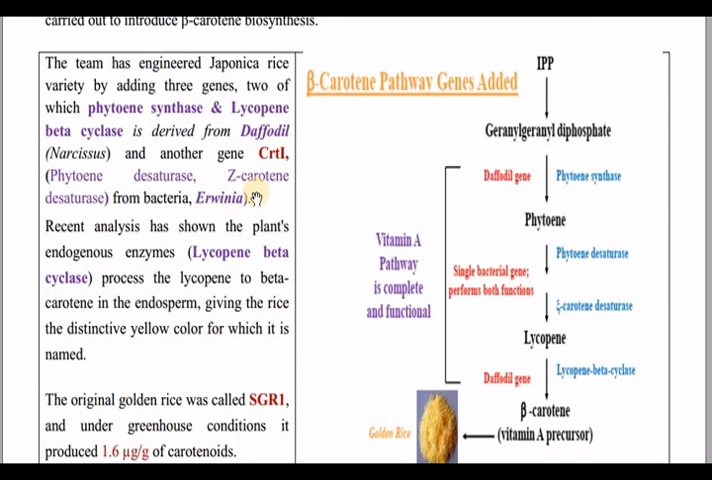 carried out to introduce β-carotene biosynthesis.
The team has engineered Japonica rice
variety by adding three genes, two of
which phytoene synthase & Lycopene
beta cyclase is derived from Daffodil
(Narcissus) and another gene CrtI,
(Phytoene desaturase, Z-carotene
desaturase) from bacteria, Erwinia).
Recent analysis has shown the plant's
endogenous enzymes (Lycopene beta
cyclase) process the lycopene to beta-
carotene in the endosperm, giving the rice
the distinctive yellow color for which it is
named.
The original golden rice was called SGR1,
and under greenhouse conditions it
produced 1.6 µg/g of carotenoids.
β-Carotene Pathway Genes Added
IPP
Geranylgeranyl diphosphate
Daffodil gene
Phytoene synthase
Phytoene
Vitamin A
Pathway
is complete
and functional
Phytoene desaturase
Single bacterial gene;
performs both functions
ξ-carotene desaturase
Lycopene
Daffodil gene
Lycopene-beta-cyclase
β-carotene
(vitamin A precursor)
Golden Rice